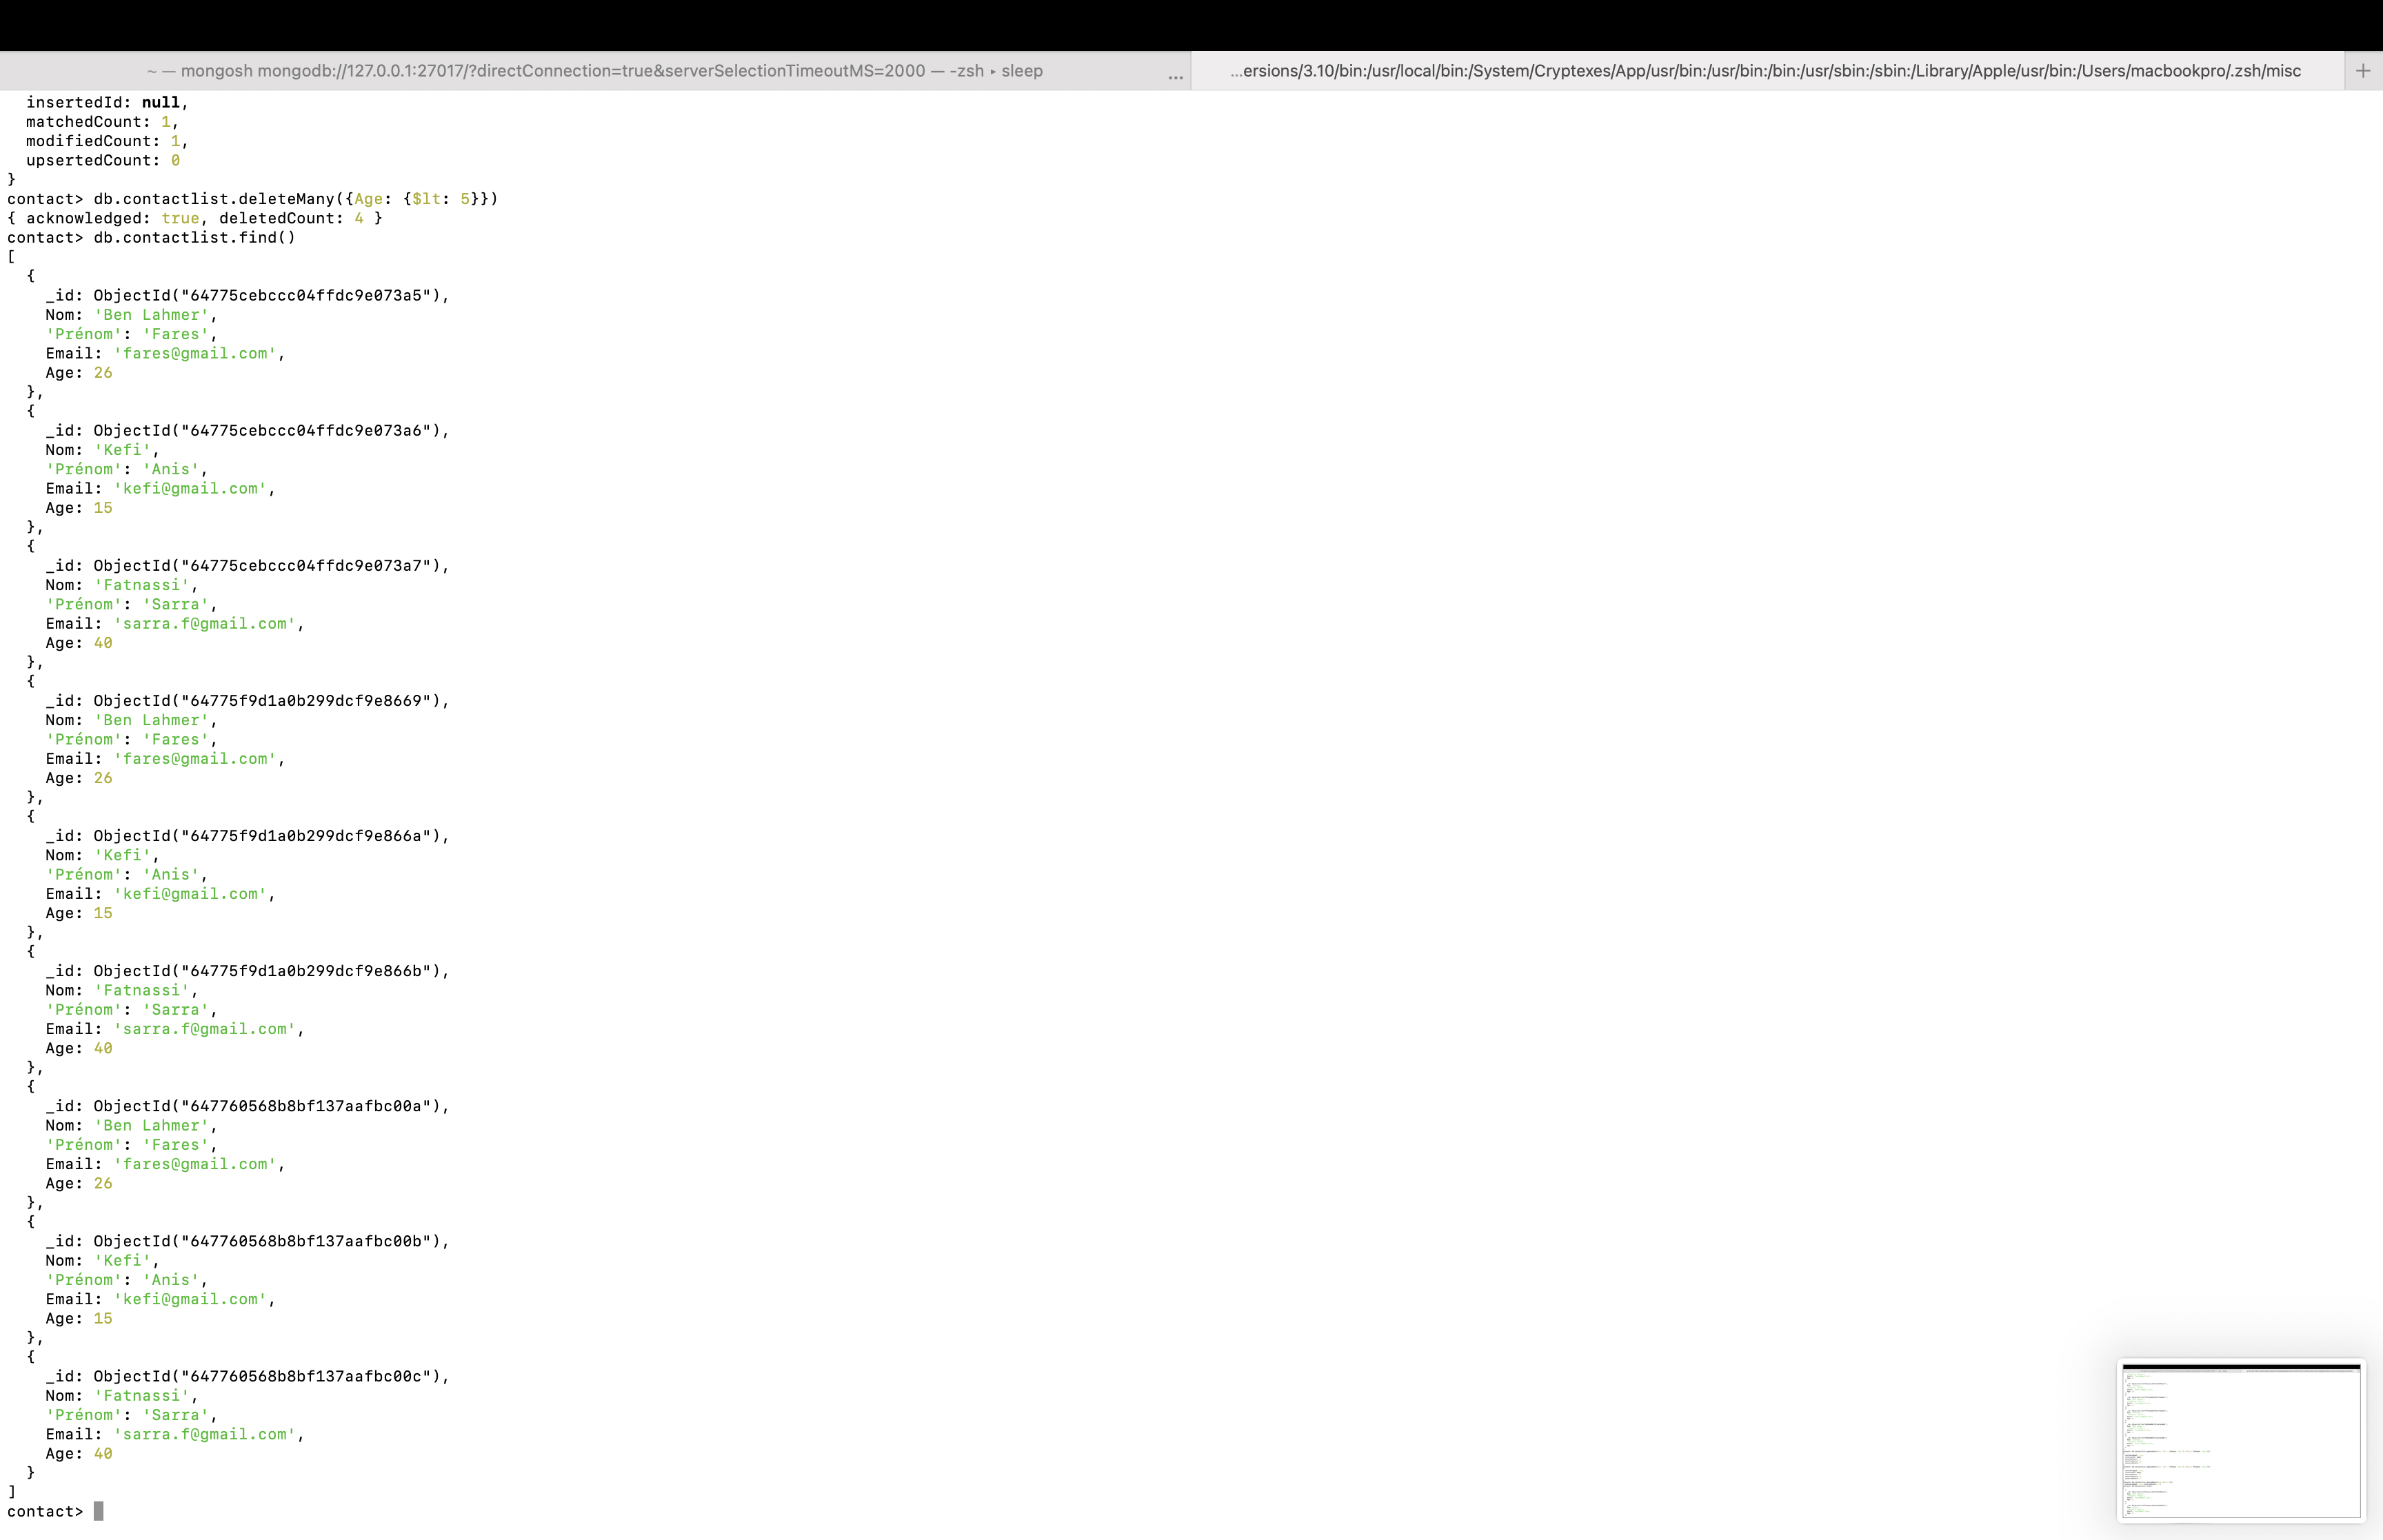 ~ — mongosh mongodb://127.0.0.1:27017/?directConnection=true&serverSelectionTimeoutMS=2000 — -zsh ▸ sleep
...
...ersions/3.10/bin:/usr/local/bin:/System/Cryptexes/App/usr/bin:/usr/bin:/bin:/usr/sbin:/sbin:/Library/Apple/usr/bin:/Users/macbookpro/.zsh/misc
+
  insertedId: null,
  matchedCount: 1,
  modifiedCount: 1,
  upsertedCount: 0
}
contact> db.contactlist.deleteMany({Age: {$lt: 5}})
{ acknowledged: true, deletedCount: 4 }
contact> db.contactlist.find()
[
  {
    _id: ObjectId("64775cebccc04ffdc9e073a5"),
    Nom: 'Ben Lahmer',
    'Prénom': 'Fares',
    Email: 'fares@gmail.com',
    Age: 26
  },
  {
    _id: ObjectId("64775cebccc04ffdc9e073a6"),
    Nom: 'Kefi',
    'Prénom': 'Anis',
    Email: 'kefi@gmail.com',
    Age: 15
  },
  {
    _id: ObjectId("64775cebccc04ffdc9e073a7"),
    Nom: 'Fatnassi',
    'Prénom': 'Sarra',
    Email: 'sarra.f@gmail.com',
    Age: 40
  },
  {
    _id: ObjectId("64775f9d1a0b299dcf9e8669"),
    Nom: 'Ben Lahmer',
    'Prénom': 'Fares',
    Email: 'fares@gmail.com',
    Age: 26
  },
  {
    _id: ObjectId("64775f9d1a0b299dcf9e866a"),
    Nom: 'Kefi',
    'Prénom': 'Anis',
    Email: 'kefi@gmail.com',
    Age: 15
  },
  {
    _id: ObjectId("64775f9d1a0b299dcf9e866b"),
    Nom: 'Fatnassi',
    'Prénom': 'Sarra',
    Email: 'sarra.f@gmail.com',
    Age: 40
  },
  {
    _id: ObjectId("647760568b8bf137aafbc00a"),
    Nom: 'Ben Lahmer',
    'Prénom': 'Fares',
    Email: 'fares@gmail.com',
    Age: 26
  },
  {
    _id: ObjectId("647760568b8bf137aafbc00b"),
    Nom: 'Kefi',
    'Prénom': 'Anis',
    Email: 'kefi@gmail.com',
    Age: 15
  },
  {
    _id: ObjectId("647760568b8bf137aafbc00c"),
    Nom: 'Fatnassi',
    'Prénom': 'Sarra',
    Email: 'sarra.f@gmail.com',
    Age: 40
  }
]
contact>